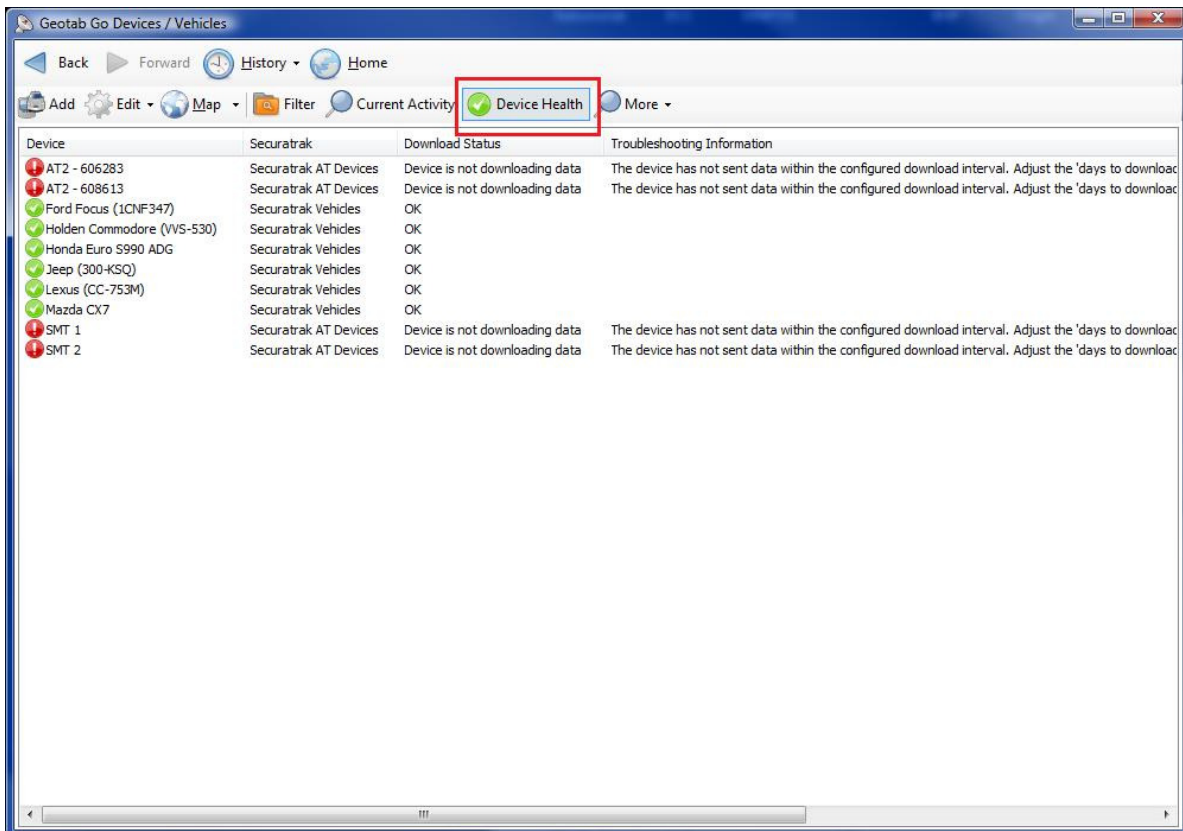 Geotab Go Devices / Vehicles
Back Forward History Home
Add Edit Map Filter Current Activity Device Health More
Device Securatrak Download Status Troubleshooting Information
AT2 - 606283 Securatrak AT Devices Device is not downloading data The device has not sent data within the configured download interval. Adjust the 'days to downloac
AT2 - 608613 Securatrak AT Devices Device is not downloading data The device has not sent data within the configured download interval. Adjust the 'days to downloac
Ford Focus (1CNF347) Securatrak Vehicles OK
Holden Commodore (VVS-530) Securatrak Vehicles OK
Honda Euro S990 ADG Securatrak Vehicles OK
Jeep (300-KSQ) Securatrak Vehicles OK
Lexus (CC-753M) Securatrak Vehicles OK
Mazda CX7 Securatrak Vehicles OK
SMT 1 Securatrak AT Devices Device is not downloading data The device has not sent data within the configured download interval. Adjust the 'days to downloac
SMT 2 Securatrak AT Devices Device is not downloading data The device has not sent data within the configured download interval. Adjust the 'days to downloac